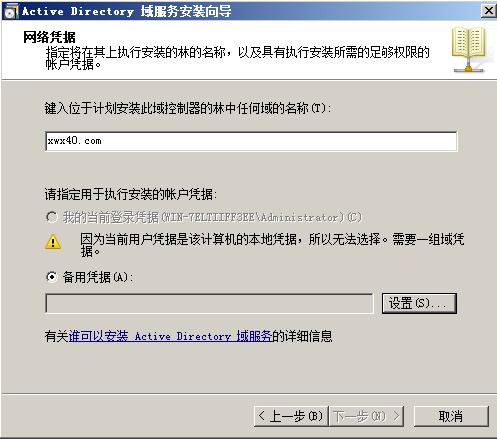 Active Directory 域服务安装向导
网络凭据
指定将在其上执行安装的林的名称，以及具有执行安装所需的足够权限的
帐户凭据。
键入位于计划安装此域控制器的林中任何域的名称(T):
xwx40.com
请指定用于执行安装的帐户凭据:
我的当前登录凭据(WIN-7ELTIIFF3EE\Administrator)(C)
因为当前用户凭据是该计算机的本地凭据，所以无法选择。需要一组域凭
据。
备用凭据(A):
设置(S)...
有关谁可以安装 Active Directory 域服务的详细信息
< 上一步(B) 下一步(N) > 取消